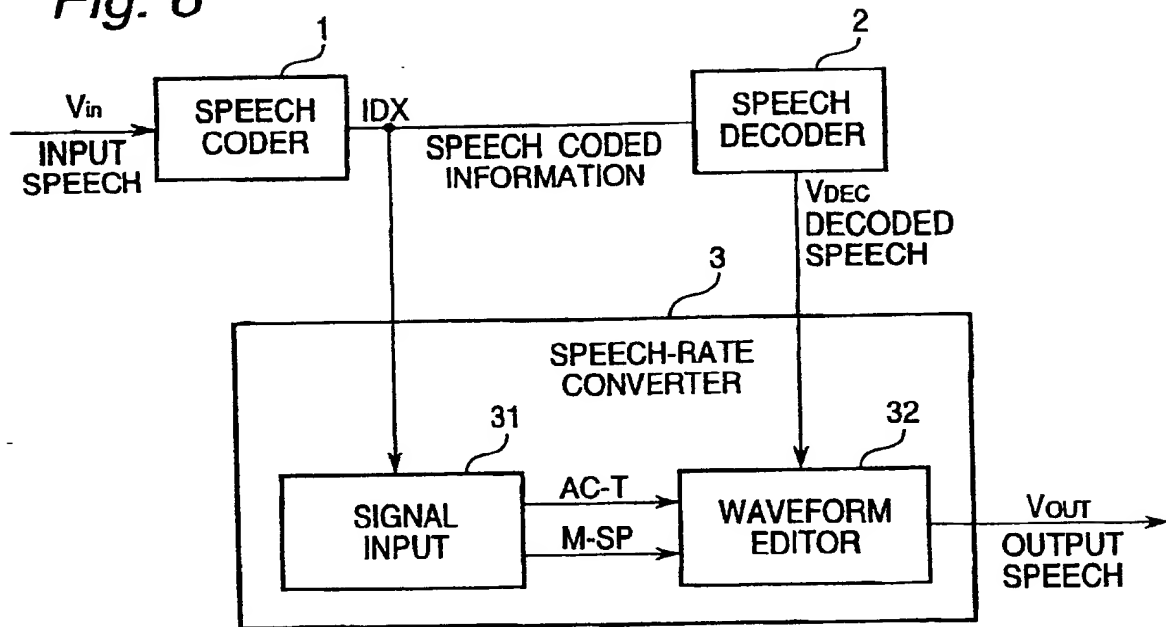 Fig. 6
1
2
Vin
INPUT
SPEECH
SPEECH
CODER
IDX
SPEECH CODED
INFORMATION
SPEECH
DECODER
VDEC
DECODED
SPEECH
3
SPEECH-RATE
CONVERTER
31
32
SIGNAL
INPUT
AC-T
M-SP
WAVEFORM
EDITOR
VOUT
OUTPUT
SPEECH